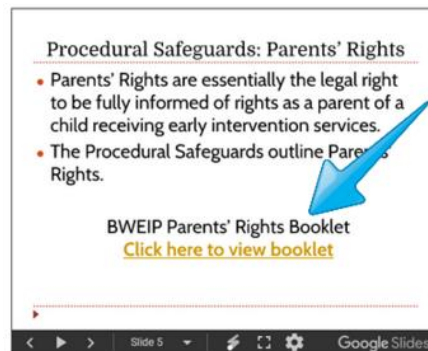 Procedural Safeguards: Parents' Rights
• Parents' Rights are essentially the legal right
to be fully informed of rights as a parent of a
child receiving early intervention services.
• The Procedural Safeguards outline Parents
Rights.
BWEIP Parents' Rights Booklet
Click here to view booklet
Slide 5
Google Slides